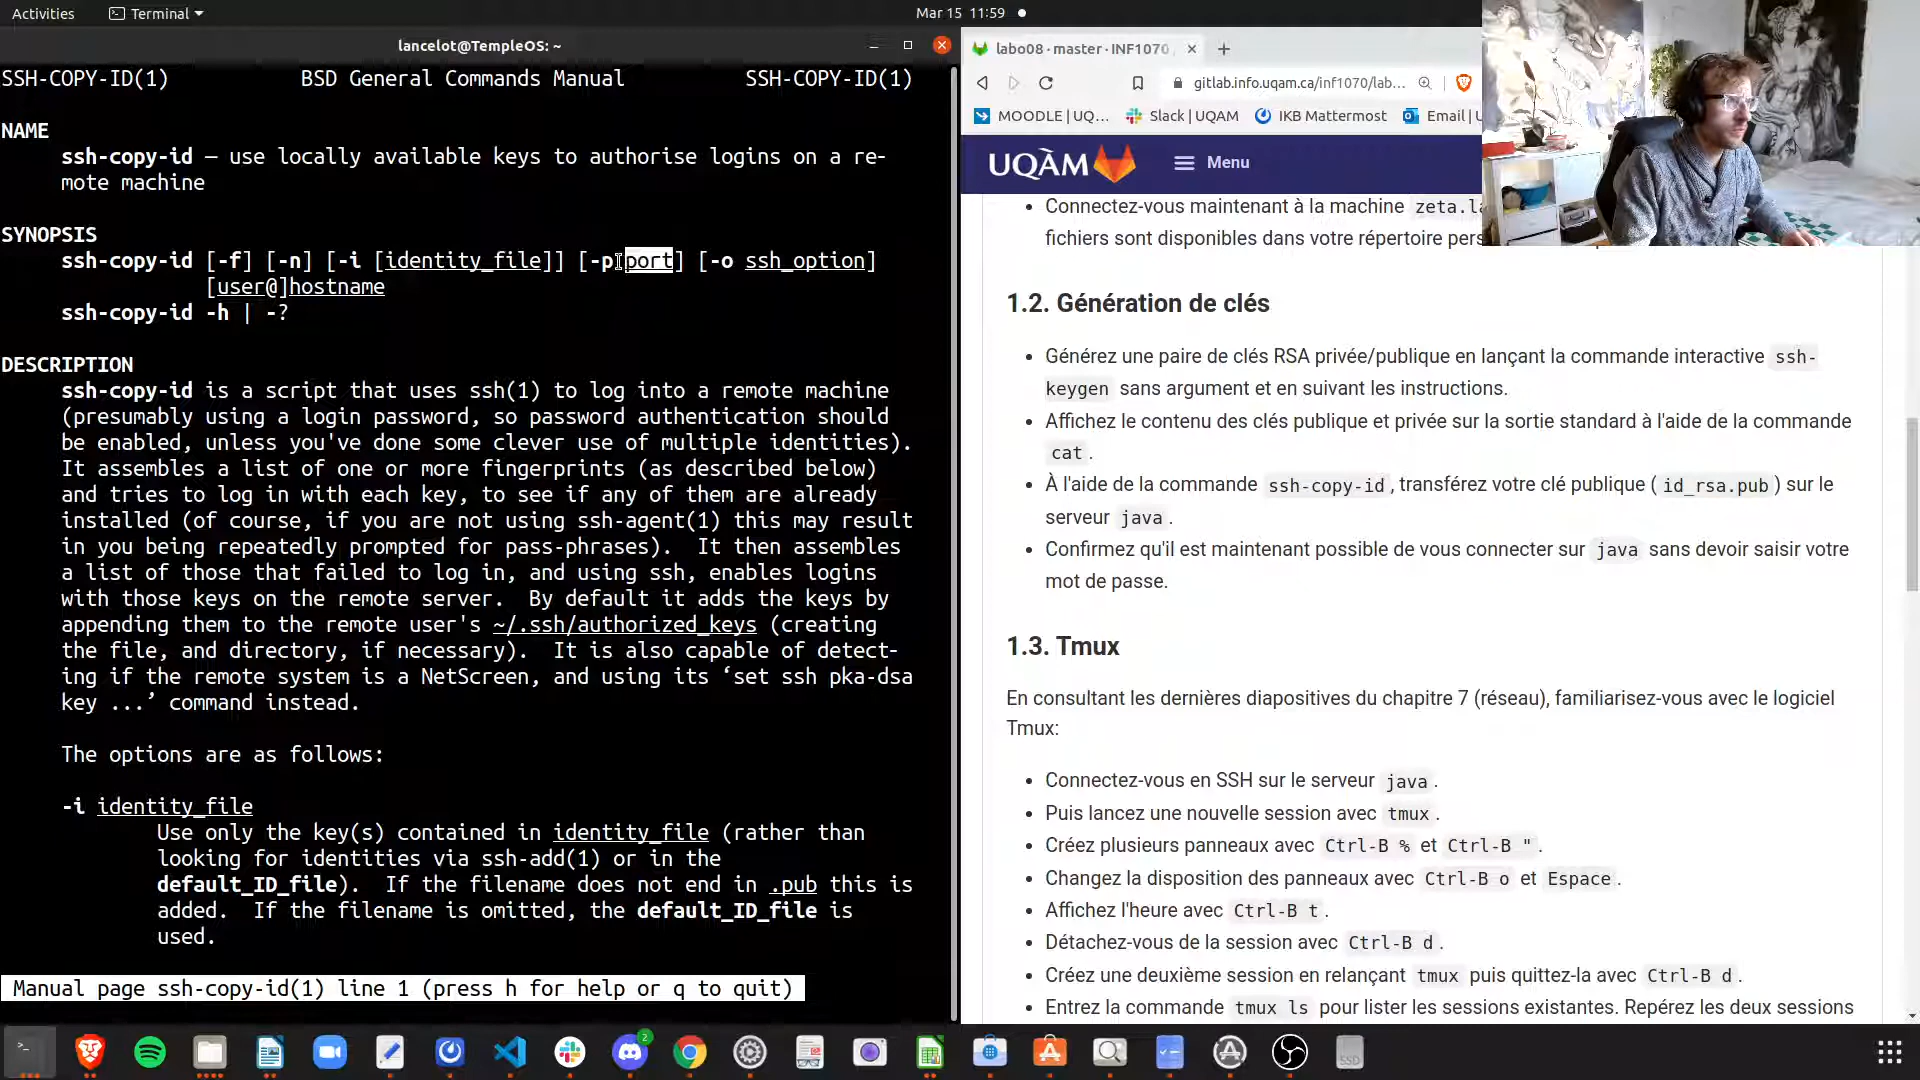 Activities
Terminal
Mar 15 11:59
lancelot@TempleOS: ~
SSH-COPY-ID(1) BSD General Commands Manual SSH-COPY-ID(1)
NAME
ssh-copy-id — use locally available keys to authorise logins on a re-
mote machine
SYNOPSIS
ssh-copy-id [-f] [-n] [-i [identity_file]] [-p port] [-o ssh_option]
[user@]hostname
ssh-copy-id -h | -?
DESCRIPTION
ssh-copy-id is a script that uses ssh(1) to log into a remote machine
(presumably using a login password, so password authentication should
be enabled, unless you've done some clever use of multiple identities).
It assembles a list of one or more fingerprints (as described below)
and tries to log in with each key, to see if any of them are already
installed (of course, if you are not using ssh-agent(1) this may result
in you being repeatedly prompted for pass-phrases). It then assembles
a list of those that failed to log in, and using ssh, enables logins
with those keys on the remote server. By default it adds the keys by
appending them to the remote user's ~/.ssh/authorized_keys (creating
the file, and directory, if necessary). It is also capable of detect-
ing if the remote system is a NetScreen, and using its ‘set ssh pka-dsa
key ...’ command instead.
The options are as follows:
-i identity_file
Use only the key(s) contained in identity_file (rather than
looking for identities via ssh-add(1) or in the
default_ID_file). If the filename does not end in .pub this is
added. If the filename is omitted, the default_ID_file is
used.
Manual page ssh-copy-id(1) line 1 (press h for help or q to quit)
labo08 · master · INF1070
gitlab.info.uqam.ca/inf1070/lab...
MOODLE | UQ... Slack | UQAM IKB Mattermost Email | U
UQÀM Menu
Connectez-vous maintenant à la machine zeta.la
fichiers sont disponibles dans votre répertoire pers
1.2. Génération de clés
Générez une paire de clés RSA privée/publique en lançant la commande interactive ssh-
keygen sans argument et en suivant les instructions.
Affichez le contenu des clés publique et privée sur la sortie standard à l'aide de la commande
cat .
À l'aide de la commande ssh-copy-id, transférez votre clé publique ( id_rsa.pub ) sur le
serveur java .
Confirmez qu'il est maintenant possible de vous connecter sur java sans devoir saisir votre
mot de passe.
1.3. Tmux
En consultant les dernières diapositives du chapitre 7 (réseau), familiarisez-vous avec le logiciel
Tmux:
Connectez-vous en SSH sur le serveur java .
Puis lancez une nouvelle session avec tmux .
Créez plusieurs panneaux avec Ctrl-B % et Ctrl-B " .
Changez la disposition des panneaux avec Ctrl-B o et Espace .
Affichez l'heure avec Ctrl-B t .
Détachez-vous de la session avec Ctrl-B d .
Créez une deuxième session en relançant tmux puis quittez-la avec Ctrl-B d .
Entrez la commande tmux ls pour lister les sessions existantes. Repérez les deux sessions
2
SSD